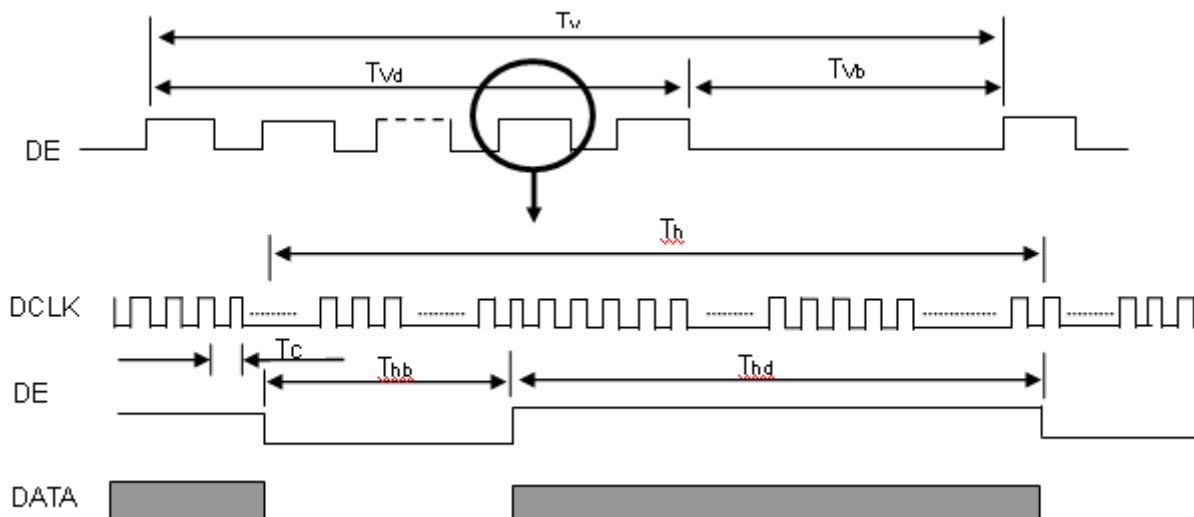 Tv
Tvd
Tvb
DE
Th
DCLK
Tc
Thb
Thd
DE
DATA